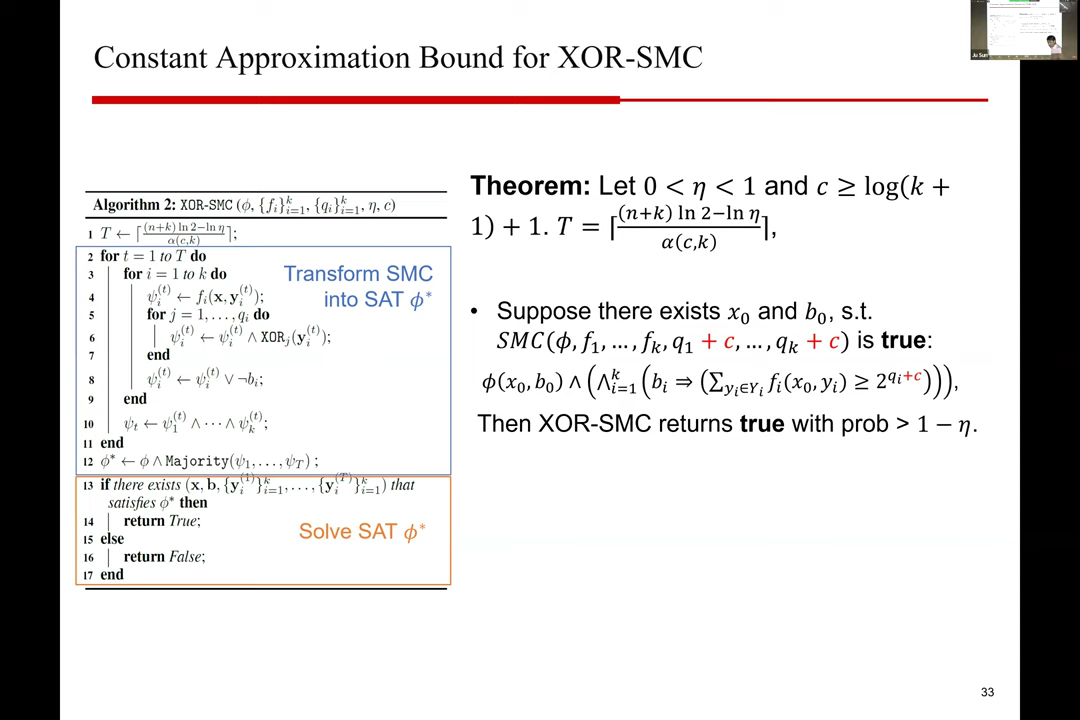 Constant Approximation Bound for XOR-SMC
Ju Sun
Algorithm 2: XOR-SMC (ϕ, {f_i}_{i=1}^k, {q_i}_{i=1}^k, η, c)
1 T ← ⌈((n+k) ln 2−ln η)/α(c,k)⌉;
2 for t = 1 to T do
3 for i = 1 to k do
4 ψ_i^{(t)} ← f_i(x, y_i^{(t)});
5 for j = 1, . . . , q_i do
6 ψ_i^{(t)} ← ψ_i^{(t)} ∧ XOR_j(y_i^{(t)});
7 end
8 ψ_i^{(t)} ← ψ_i^{(t)} ∨ ¬b_i;
9 end
10 ψ_t ← ψ_1^{(t)} ∧ · · · ∧ ψ_k^{(t)};
11 end
12 ϕ* ← ϕ ∧ Majority(ψ_1, . . . , ψ_T) ;
13 if there exists (x, b, {y_i^{(1)}}_{i=1}^k, . . . , {y_i^{(T)}}_{i=1}^k) that
satisfies ϕ* then
14 return True;
15 else
16 return False;
17 end
Transform SMC
into SAT ϕ*
Solve SAT ϕ*
Theorem: Let 0 < η < 1 and c ≥ log(k +
1) + 1. T = ⌈((n+k) ln 2−ln η)/α(c,k)⌉,
• Suppose there exists x_0 and b_0, s.t.
SMC(ϕ, f_1, … , f_k, q_1 + c, … , q_k + c) is true:
ϕ(x_0, b_0) ∧ (⋀_{i=1}^k (b_i ⇒ (∑_{y_i∈Y_i} f_i(x_0, y_i) ≥ 2^{q_i+c}))),
Then XOR-SMC returns true with prob > 1 − η.
33